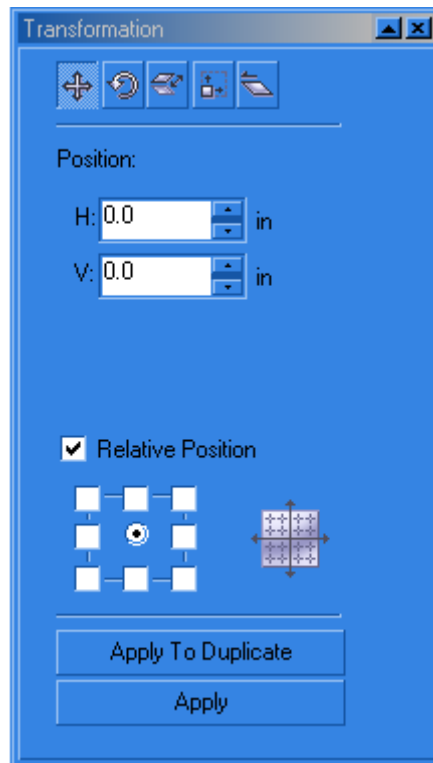 Transformation
Position:
H: 0.0 in
V: 0.0 in
Relative Position
Apply To Duplicate
Apply